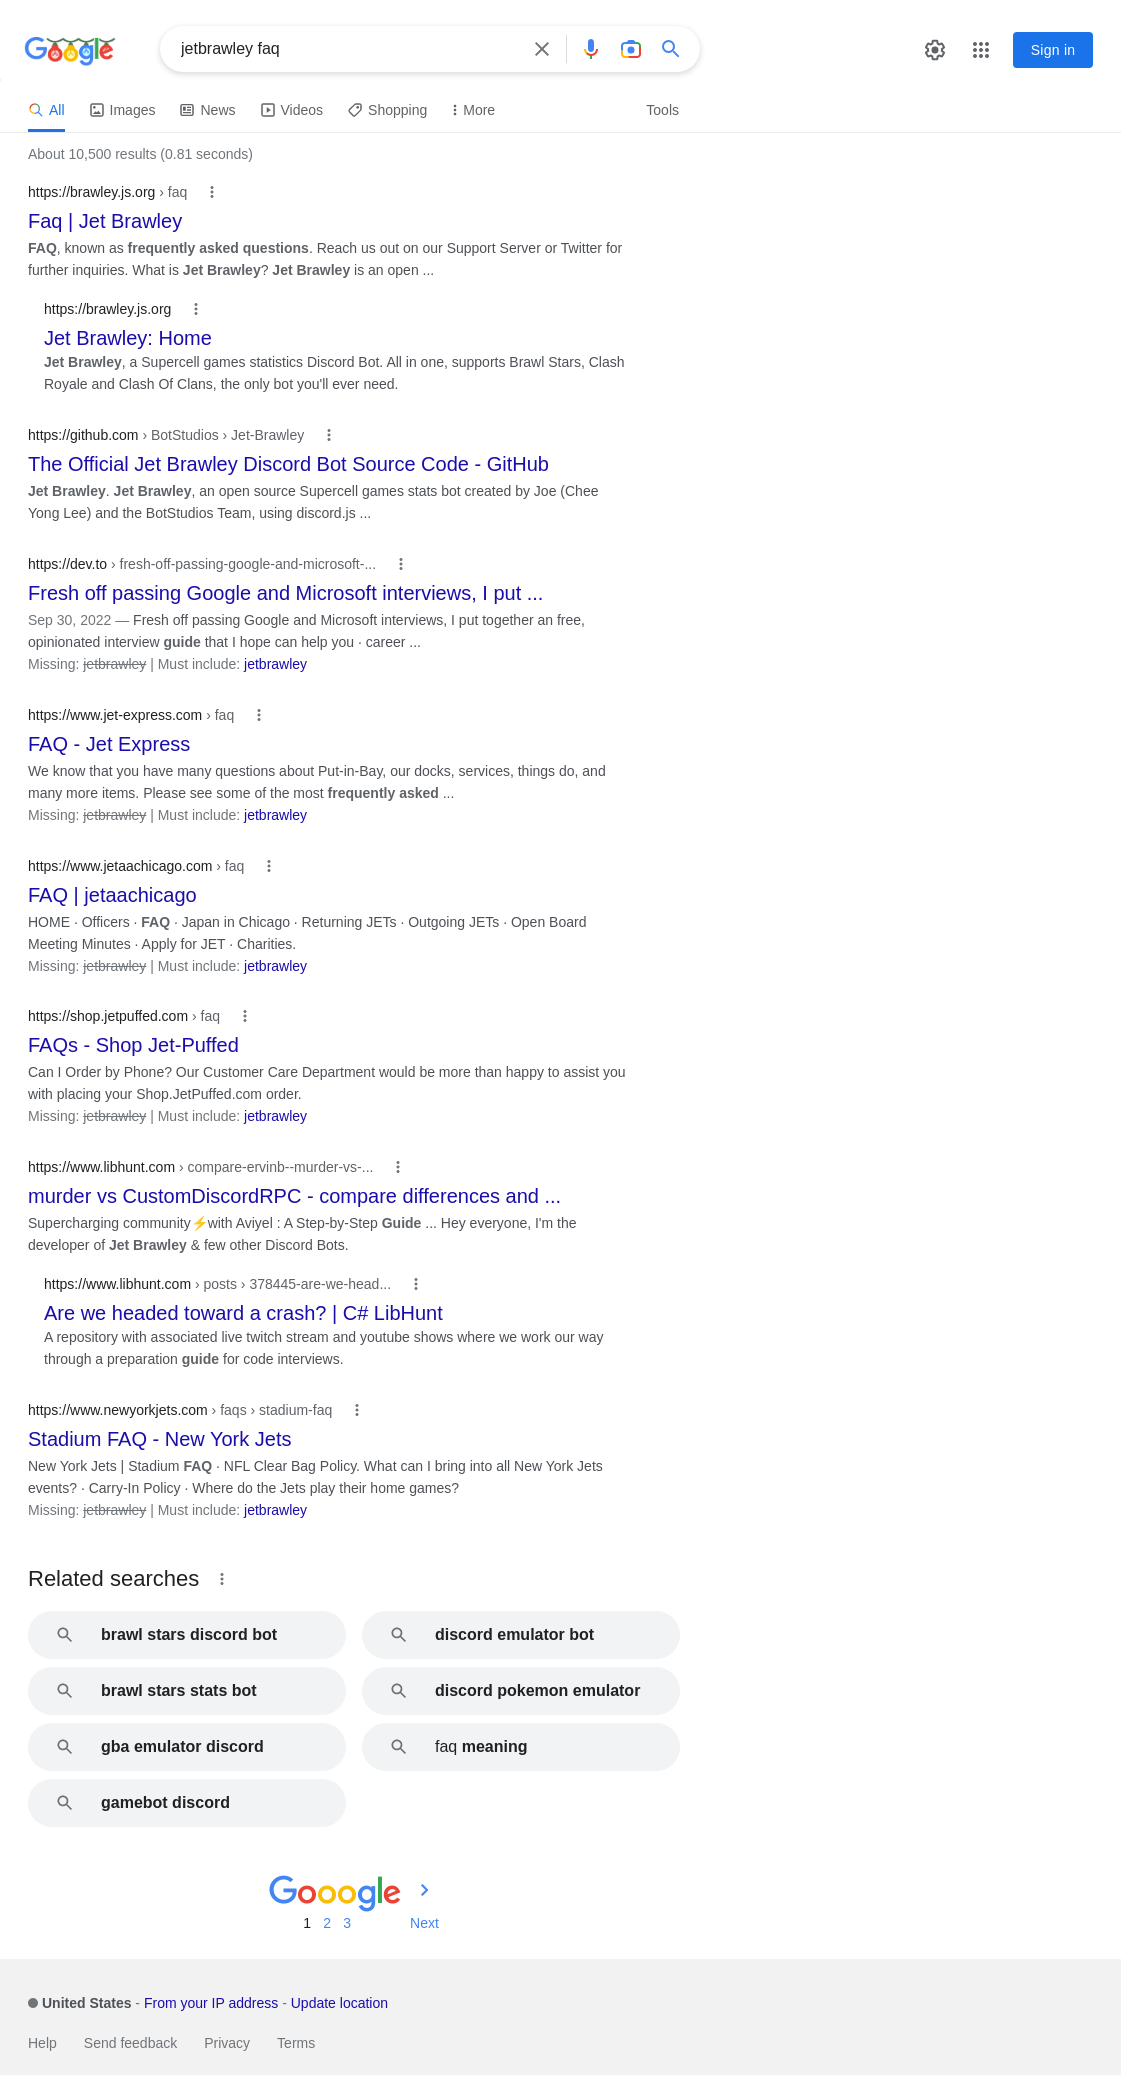 Google
jetbrawley faq
Sign in
All
Images
News
Videos
Shopping
More
Tools
About 10,500 results (0.81 seconds)
https://brawley.js.org › faq
Faq | Jet Brawley
FAQ, known as frequently asked questions. Reach us out on our Support Server or Twitter for
further inquiries. What is Jet Brawley? Jet Brawley is an open ...
https://brawley.js.org
Jet Brawley: Home
Jet Brawley, a Supercell games statistics Discord Bot. All in one, supports Brawl Stars, Clash
Royale and Clash Of Clans, the only bot you'll ever need.
https://github.com › BotStudios › Jet-Brawley
The Official Jet Brawley Discord Bot Source Code - GitHub
Jet Brawley. Jet Brawley, an open source Supercell games stats bot created by Joe (Chee
Yong Lee) and the BotStudios Team, using discord.js ...
https://dev.to › fresh-off-passing-google-and-microsoft-...
Fresh off passing Google and Microsoft interviews, I put ...
Sep 30, 2022 — Fresh off passing Google and Microsoft interviews, I put together an free,
opinionated interview guide that I hope can help you · career ...
Missing: jetbrawley | Must include: jetbrawley
https://www.jet-express.com › faq
FAQ - Jet Express
We know that you have many questions about Put-in-Bay, our docks, services, things do, and
many more items. Please see some of the most frequently asked ...
Missing: jetbrawley | Must include: jetbrawley
https://www.jetaachicago.com › faq
FAQ | jetaachicago
HOME · Officers · FAQ · Japan in Chicago · Returning JETs · Outgoing JETs · Open Board
Meeting Minutes · Apply for JET · Charities.
Missing: jetbrawley | Must include: jetbrawley
https://shop.jetpuffed.com › faq
FAQs - Shop Jet-Puffed
Can I Order by Phone? Our Customer Care Department would be more than happy to assist you
with placing your Shop.JetPuffed.com order.
Missing: jetbrawley | Must include: jetbrawley
https://www.libhunt.com › compare-ervinb--murder-vs-...
murder vs CustomDiscordRPC - compare differences and ...
Supercharging community⚡with Aviyel : A Step-by-Step Guide ... Hey everyone, I'm the
developer of Jet Brawley & few other Discord Bots.
https://www.libhunt.com › posts › 378445-are-we-head...
Are we headed toward a crash? | C# LibHunt
A repository with associated live twitch stream and youtube shows where we work our way
through a preparation guide for code interviews.
https://www.newyorkjets.com › faqs › stadium-faq
Stadium FAQ - New York Jets
New York Jets | Stadium FAQ · NFL Clear Bag Policy. What can I bring into all New York Jets
events? · Carry-In Policy · Where do the Jets play their home games?
Missing: jetbrawley | Must include: jetbrawley
Related searches
brawl stars discord bot
discord emulator bot
brawl stars stats bot
discord pokemon emulator
gba emulator discord
faq meaning
gamebot discord
Gooogle
1 2 3 Next
United States - From your IP address - Update location
Help Send feedback Privacy Terms